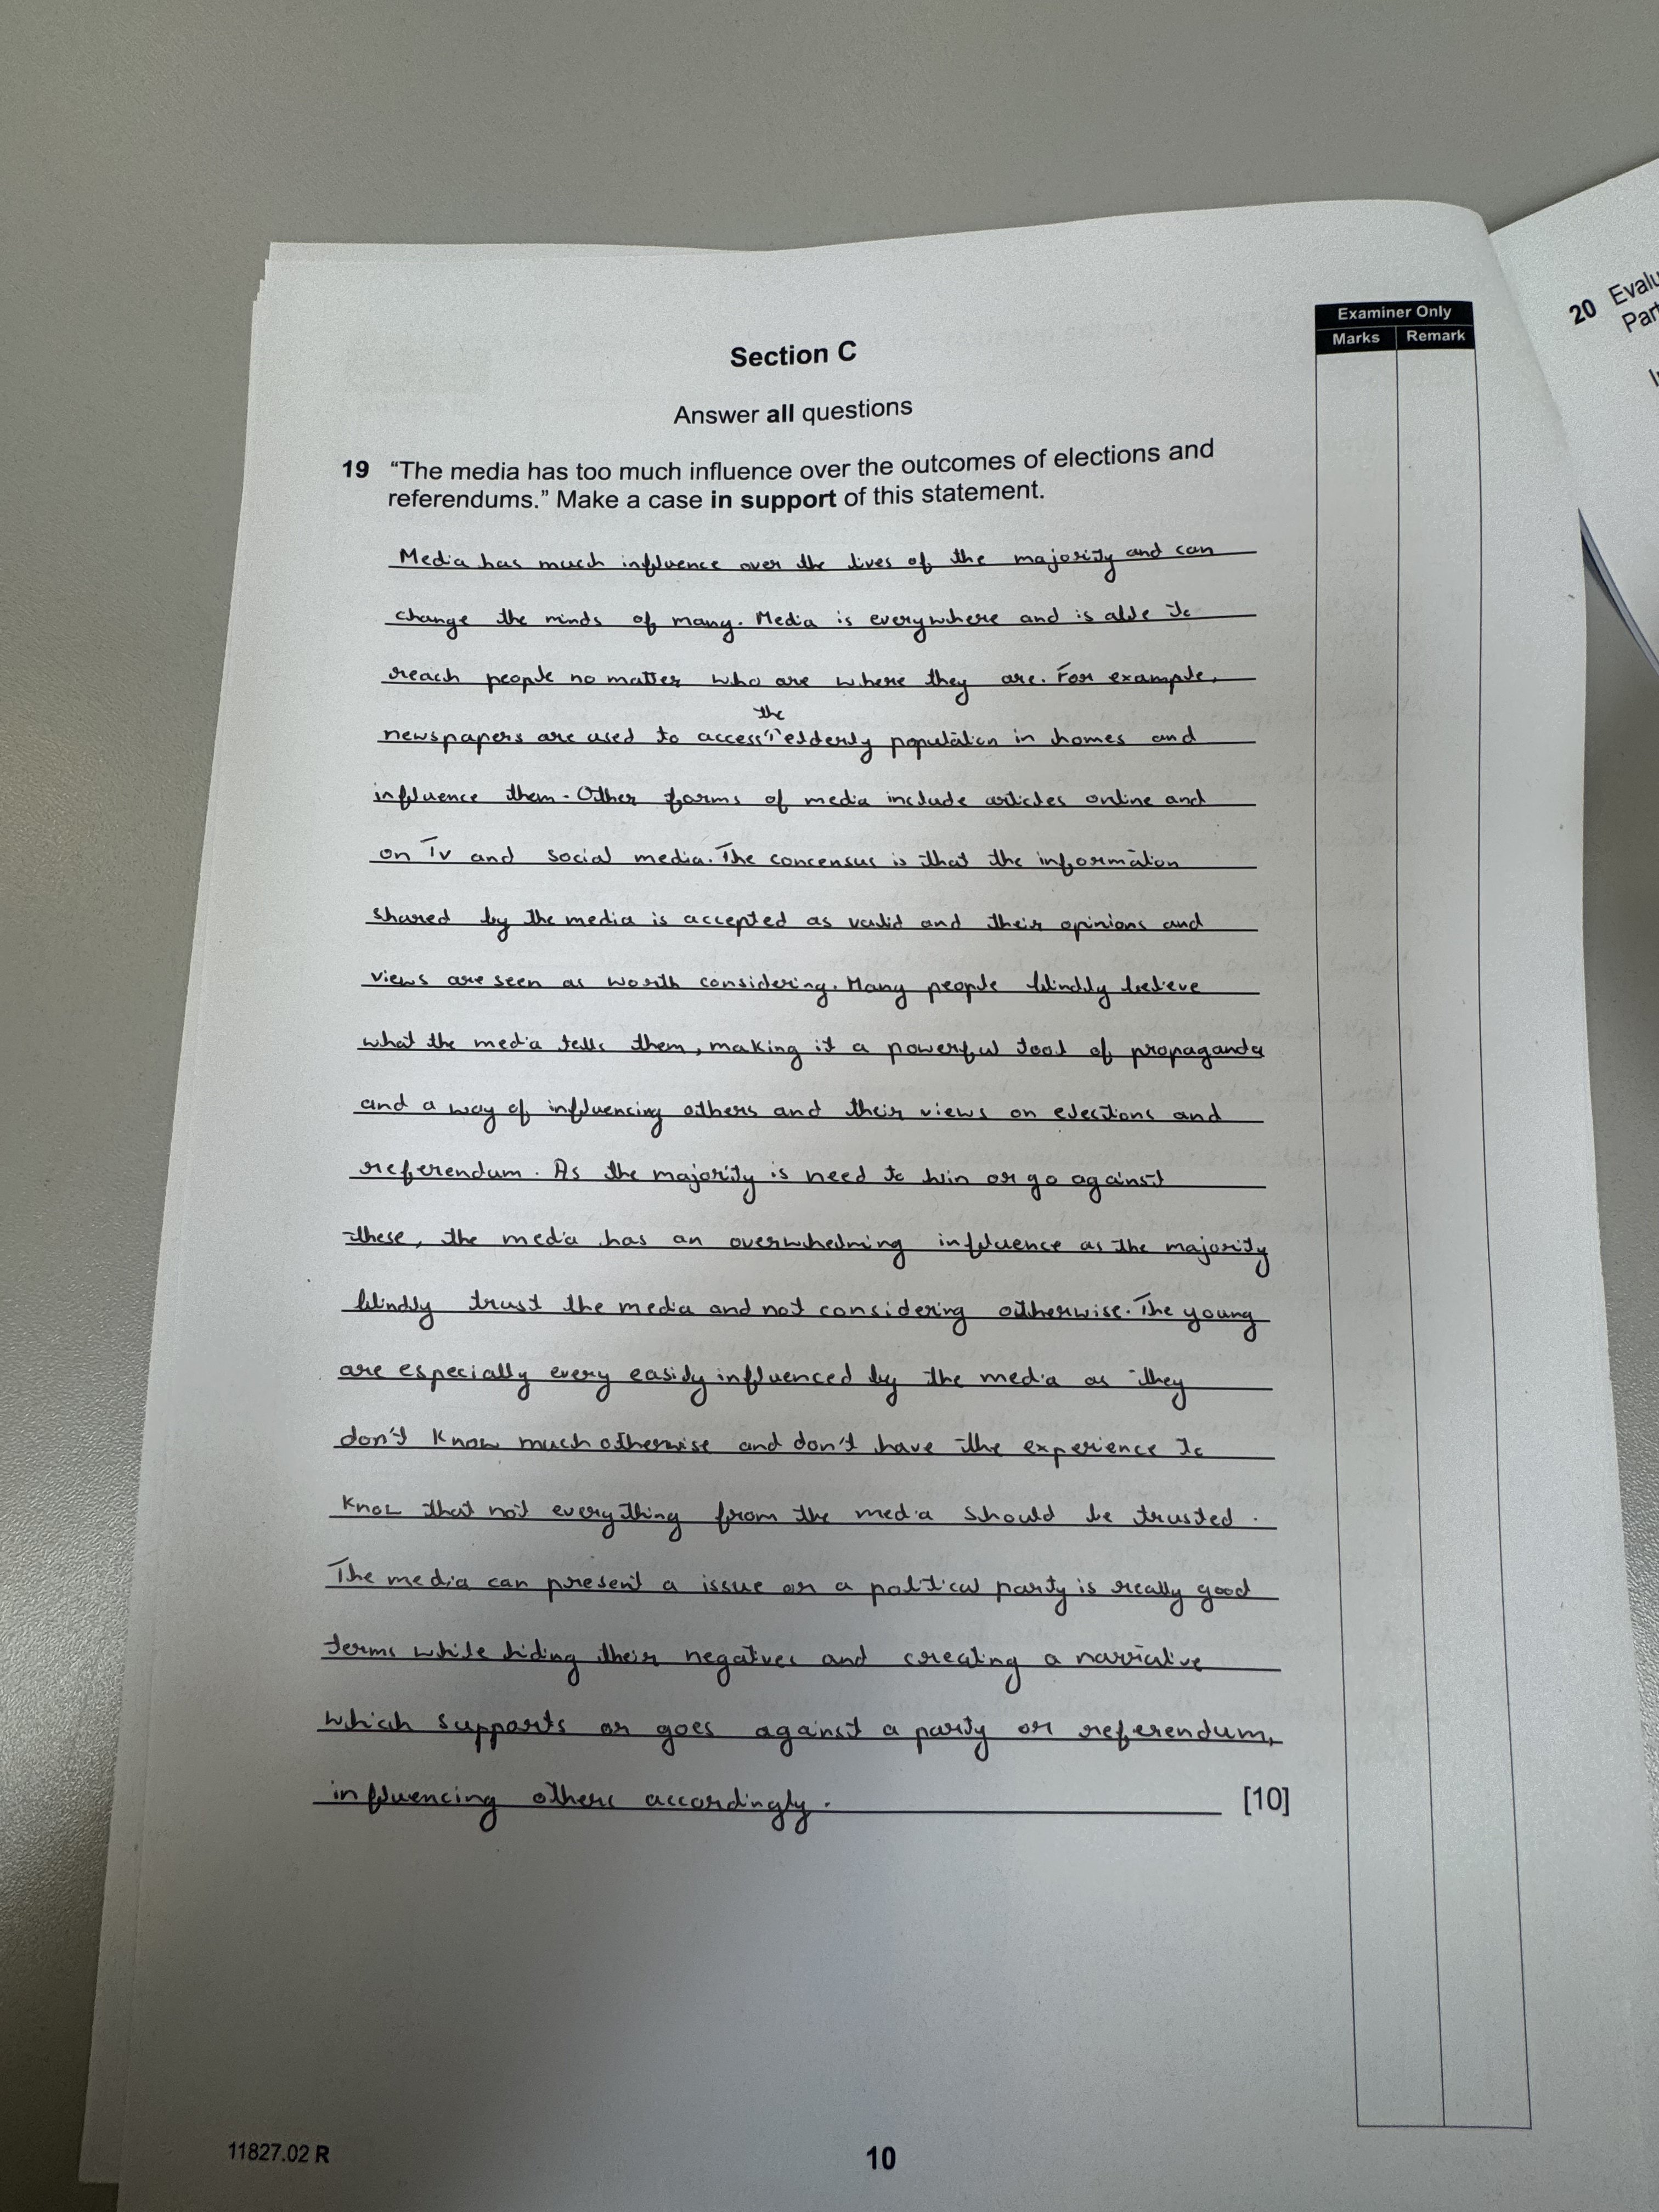 Examiner Only
Marks Remark
20 Evalu
Par
Section C
Answer all questions
19 “The media has too much influence over the outcomes of elections and
referendums.” Make a case in support of this statement.
Media has much influence over the lives of the majority and can
change the minds of many. Media is everywhere and is able to
reach people no matter who are where they are. For example,
the
newspapers are used to access elderly population in homes and
influence them. Other forms of media include articles online and
on Tv and social media. The concensus is that the information
shared by the media is accepted as valid and their opinions and
views are seen as worth considering. Many people blindly believe
what the media tells them, making it a powerful tool of propaganda
and a way of influencing others and their views on elections and
referendum. As the majority is need to win or go against
these, the media has an overwhelming influence as the majority
blindly trust the media and not considering otherwise. The young
are especially every easily influenced by the media as they
don't know much otherwise and don't have the experience to
know that not everything from the media should be trusted.
The media can present a issue or a political party is really good
terms while hiding their negatives and creating a narrative
which supports or goes against a party or referendum,
influencing others accordingly. [10]
11827.02 R
10